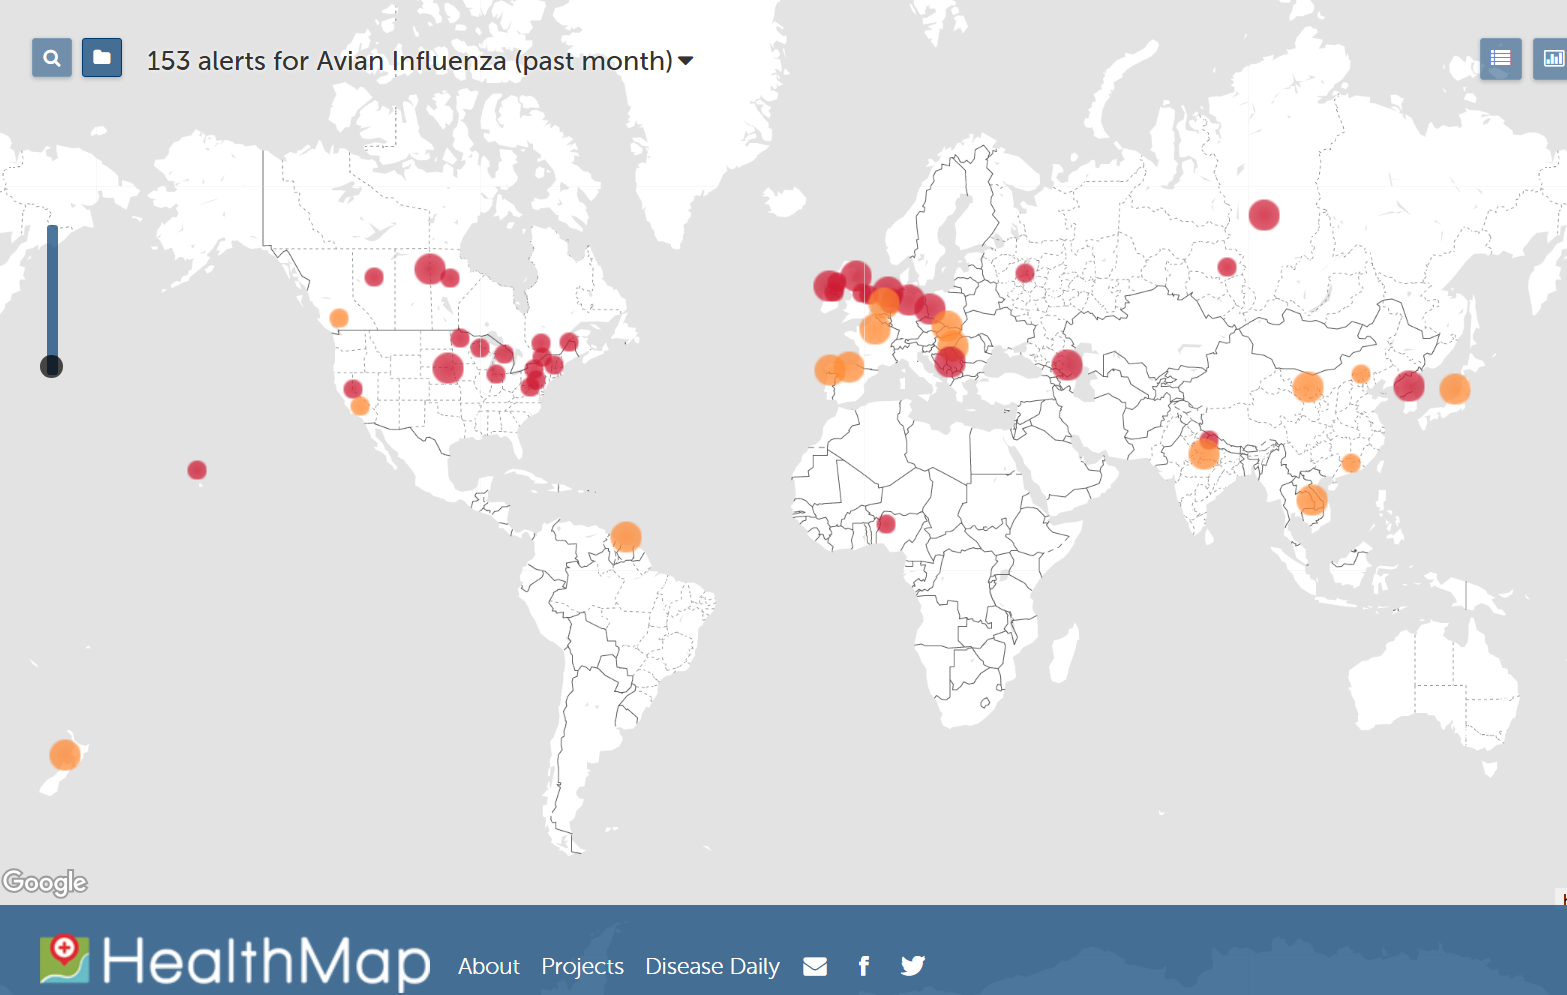 153 alerts for Avian Influenza (past month)
Google
HealthMap About Projects Disease Daily